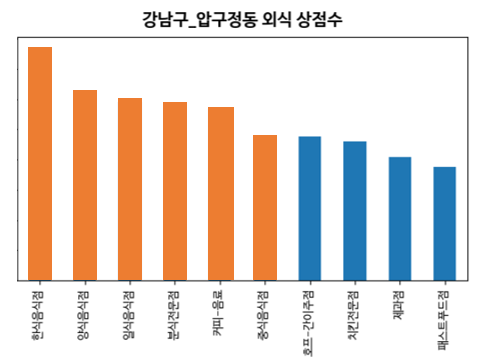 강남구_압구정동 외식 상점수
한식음식점
양식음식점
일식음식점
분식전문점
커피-음료
중식음식점
호프-간이주점
치킨전문점
제과점
패스트푸드점